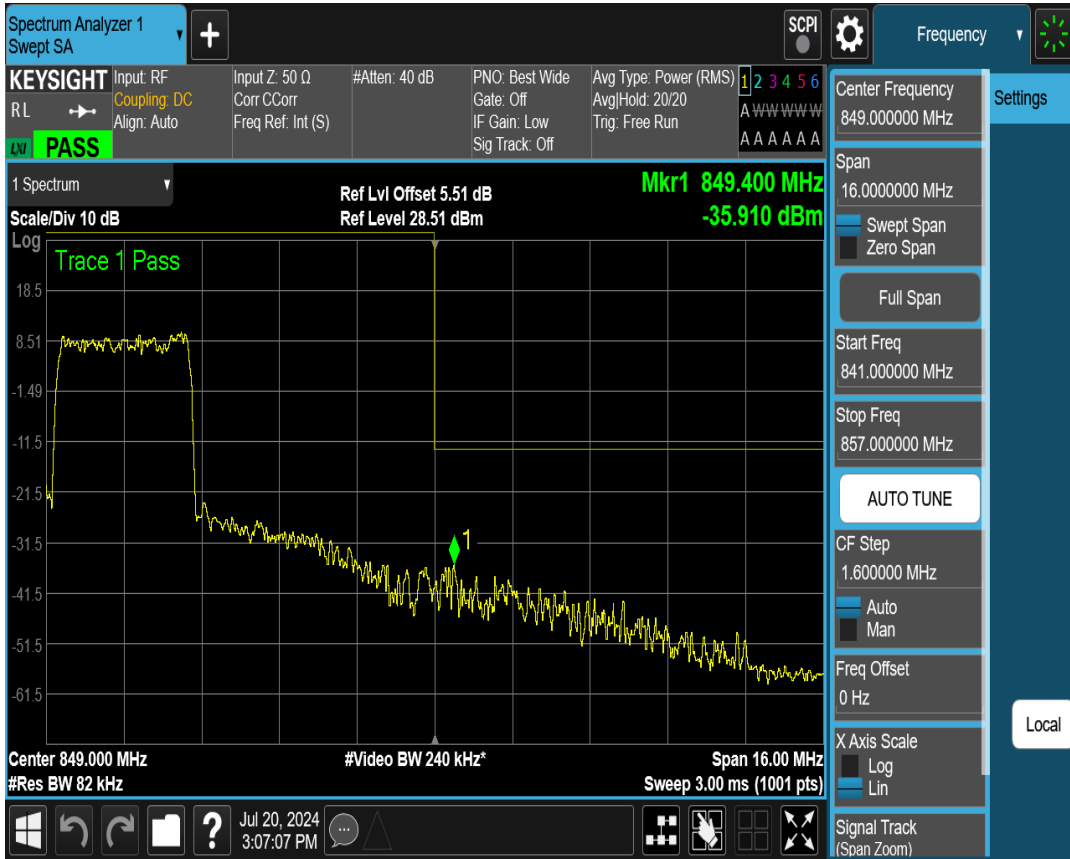 Spectrum Analyzer 1
Swept SA
SCPI
Frequency
KEYSIGHT
RL
LXI PASS
Input: RF
Coupling: DC
Align: Auto
Input Z: 50 Ω
Corr CCorr
Freq Ref: Int (S)
#Atten: 40 dB
PNO: Best Wide
Gate: Off
IF Gain: Low
Sig Track: Off
Avg Type: Power (RMS)
Avg|Hold: 20/20
Trig: Free Run
1 2 3 4 5 6
A W W W W W
A A A A A A
1 Spectrum
Scale/Div 10 dB
Ref Lvl Offset 5.51 dB
Ref Level 28.51 dBm
Mkr1 849.400 MHz
-35.910 dBm
Log
Trace 1 Pass
18.5
8.51
-1.49
-11.5
-21.5
-31.5
-41.5
-51.5
-61.5
1
Center 849.000 MHz
#Res BW 82 kHz
#Video BW 240 kHz*
Span 16.00 MHz
Sweep 3.00 ms (1001 pts)
Jul 20, 2024
3:07:07 PM
Center Frequency
849.000000 MHz
Span
16.0000000 MHz
Swept Span
Zero Span
Full Span
Start Freq
841.000000 MHz
Stop Freq
857.000000 MHz
AUTO TUNE
CF Step
1.600000 MHz
Auto
Man
Freq Offset
0 Hz
X Axis Scale
Log
Lin
Signal Track
(Span Zoom)
Settings
Local